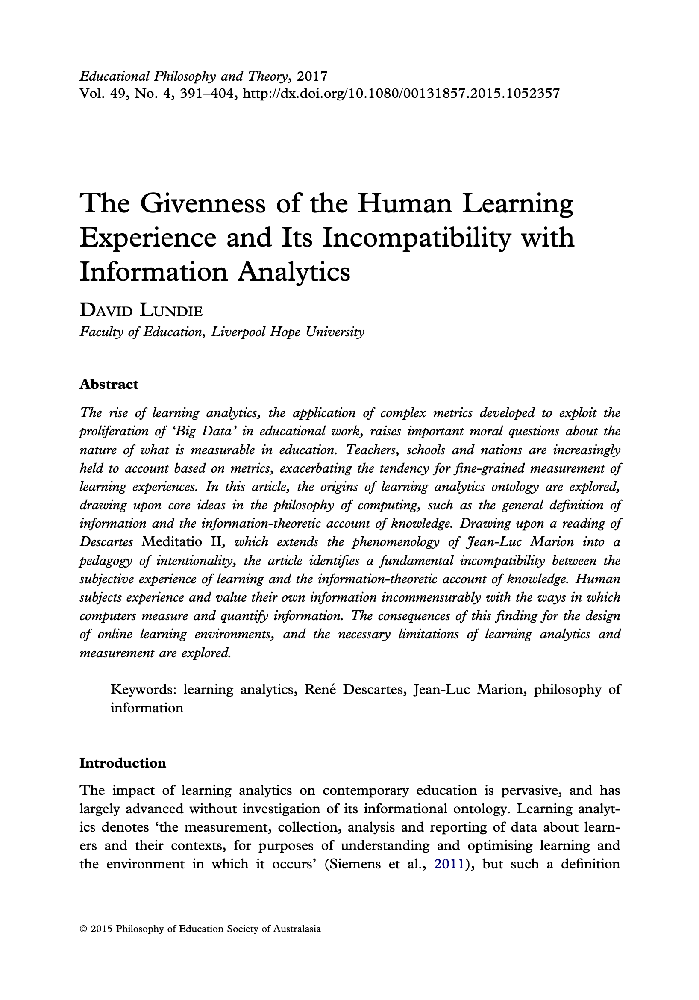 Educational Philosophy and Theory, 2017
Vol. 49, No. 4, 391–404, http://dx.doi.org/10.1080/00131857.2015.1052357
The Givenness of the Human Learning
Experience and Its Incompatibility with
Information Analytics
DAVID LUNDIE
Faculty of Education, Liverpool Hope University
Abstract
The rise of learning analytics, the application of complex metrics developed to exploit the
proliferation of ‘Big Data’ in educational work, raises important moral questions about the
nature of what is measurable in education. Teachers, schools and nations are increasingly
held to account based on metrics, exacerbating the tendency for fine-grained measurement of
learning experiences. In this article, the origins of learning analytics ontology are explored,
drawing upon core ideas in the philosophy of computing, such as the general definition of
information and the information-theoretic account of knowledge. Drawing upon a reading of
Descartes Meditatio II, which extends the phenomenology of Jean-Luc Marion into a
pedagogy of intentionality, the article identifies a fundamental incompatibility between the
subjective experience of learning and the information-theoretic account of knowledge. Human
subjects experience and value their own information incommensurably with the ways in which
computers measure and quantify information. The consequences of this finding for the design
of online learning environments, and the necessary limitations of learning analytics and
measurement are explored.
Keywords: learning analytics, René Descartes, Jean-Luc Marion, philosophy of
information
Introduction
The impact of learning analytics on contemporary education is pervasive, and has
largely advanced without investigation of its informational ontology. Learning analyt-
ics denotes ‘the measurement, collection, analysis and reporting of data about learn-
ers and their contexts, for purposes of understanding and optimising learning and
the environment in which it occurs’ (Siemens et al., 2011), but such a definition
© 2015 Philosophy of Education Society of Australasia